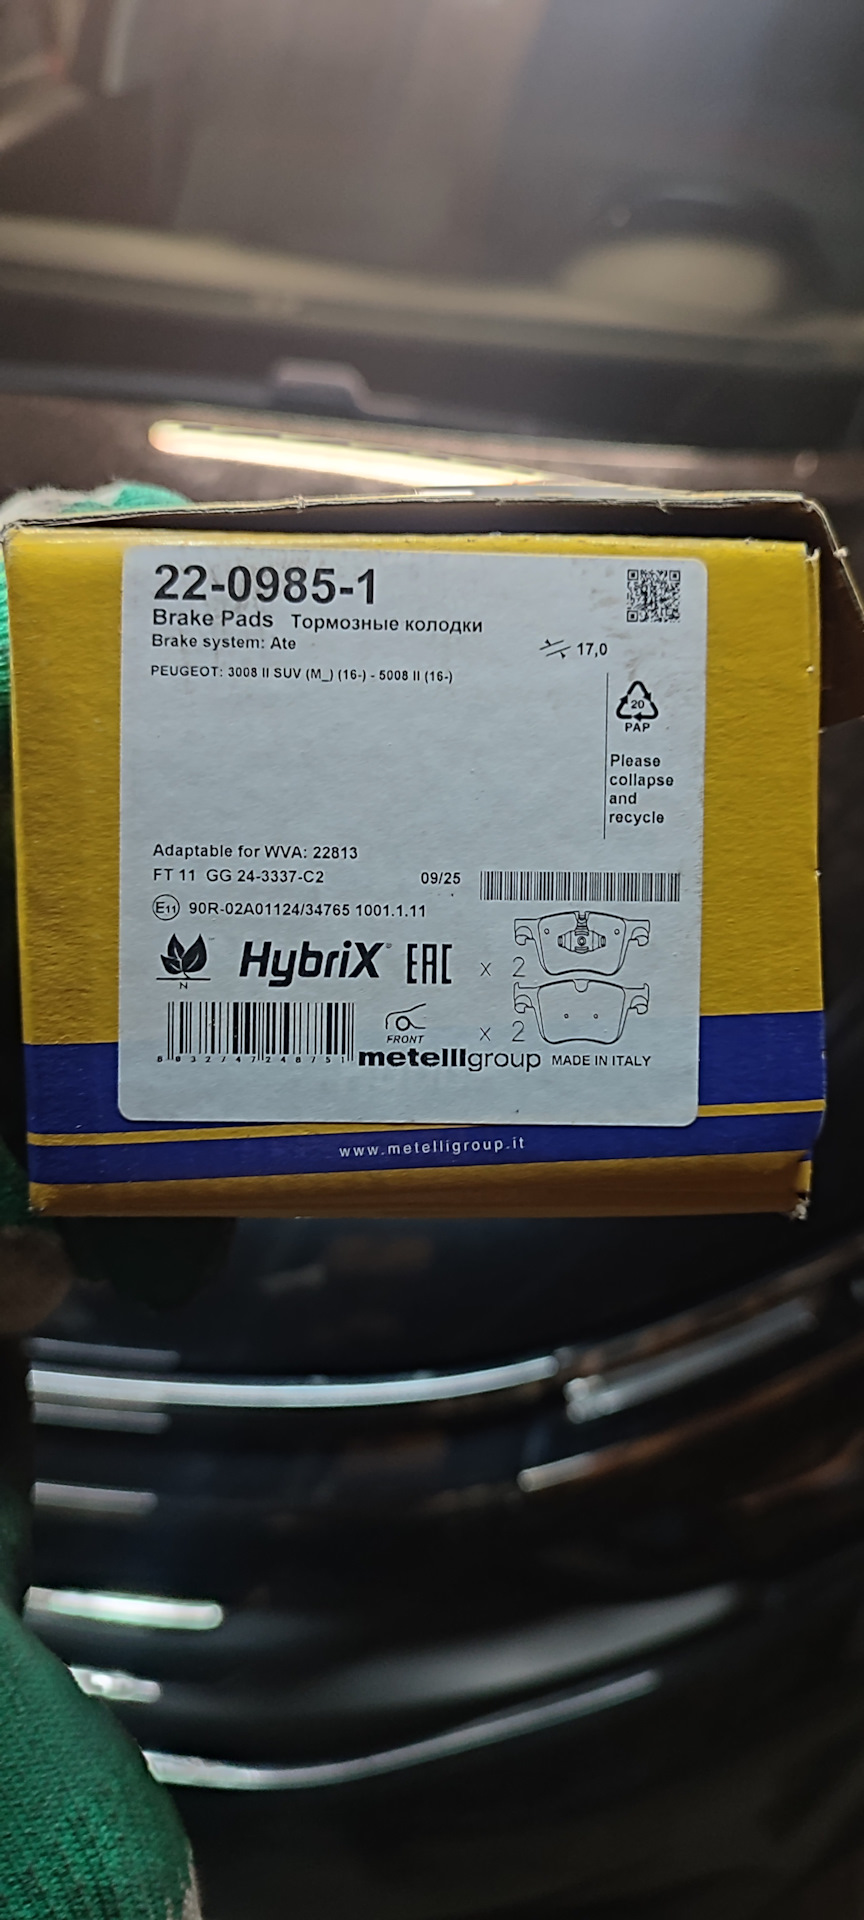 22-0985-1
Brake Pads Тормозные колодки
Brake system: Ate
17,0
PEUGEOT: 3008 II SUV (M_) (16-) - 5008 II (16-)
20
PAP
Please
collapse
and
recycle
Adaptable for WVA: 22813
FT 11 GG 24-3337-C2
09/25
E11 90R-02A01124/34765 1001.1.11
N
HybriX® EAC
x 2
x 2
FRONT
8 032747 248751
metelligroup MADE IN ITALY
www.metelligroup.it